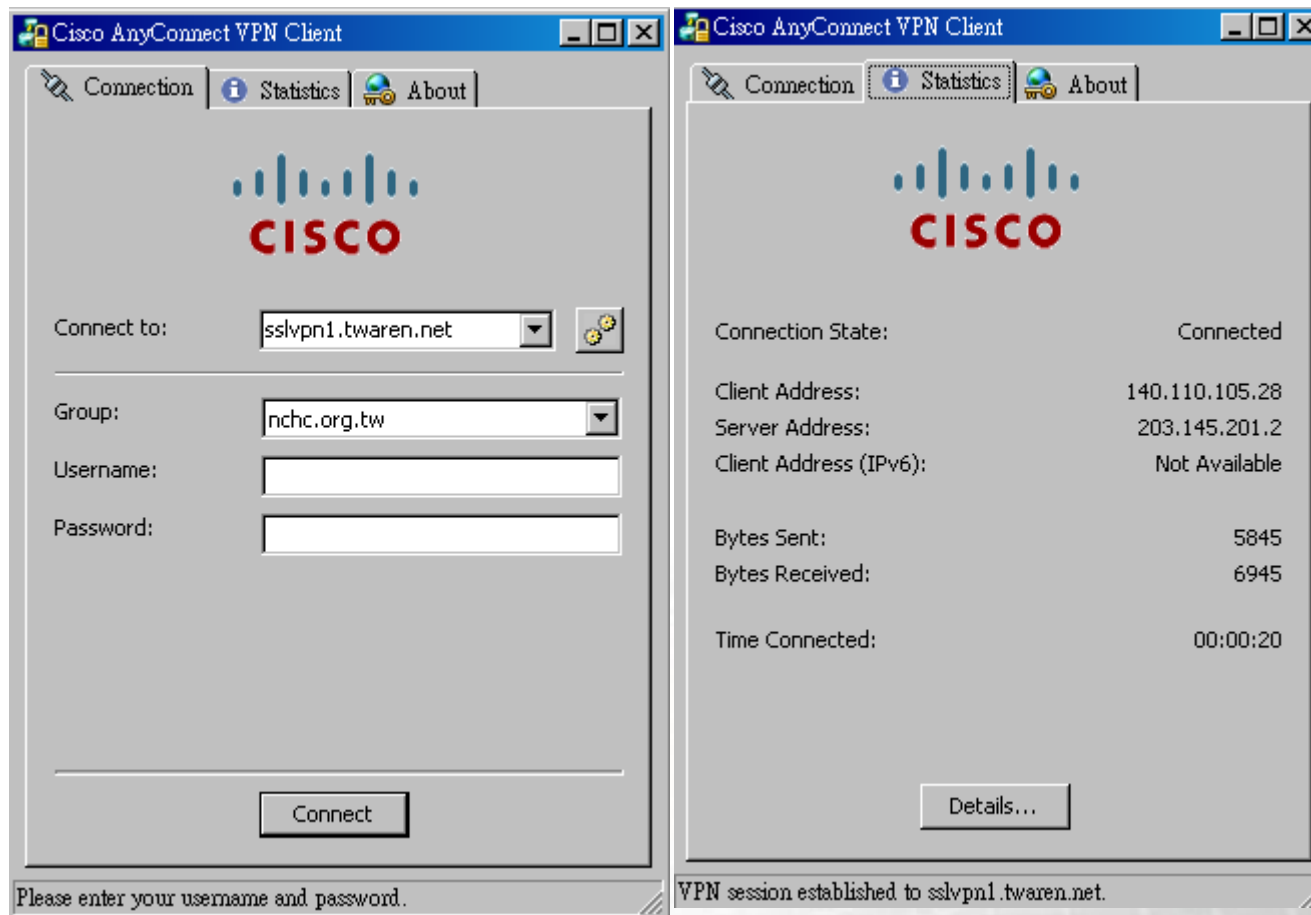 Cisco AnyConnect VPN Client
Connection Statistics About
CISCO
Connect to: sslvpn1.twaren.net
Group: nchc.org.tw
Username:
Password:
Connect
Please enter your username and password.
Cisco AnyConnect VPN Client
Connection Statistics About
CISCO
Connection State: Connected
Client Address: 140.110.105.28
Server Address: 203.145.201.2
Client Address (IPv6): Not Available
Bytes Sent: 5845
Bytes Received: 6945
Time Connected: 00:00:20
Details...
VPN session established to sslvpn1.twaren.net.